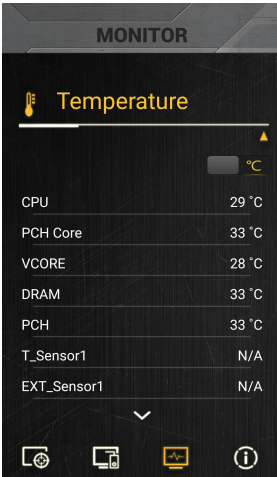 MONITOR
Temperature
°C
CPU 29 °C
PCH Core 33 °C
VCORE 28 °C
DRAM 33 °C
PCH 33 °C
T_Sensor1 N/A
EXT_Sensor1 N/A